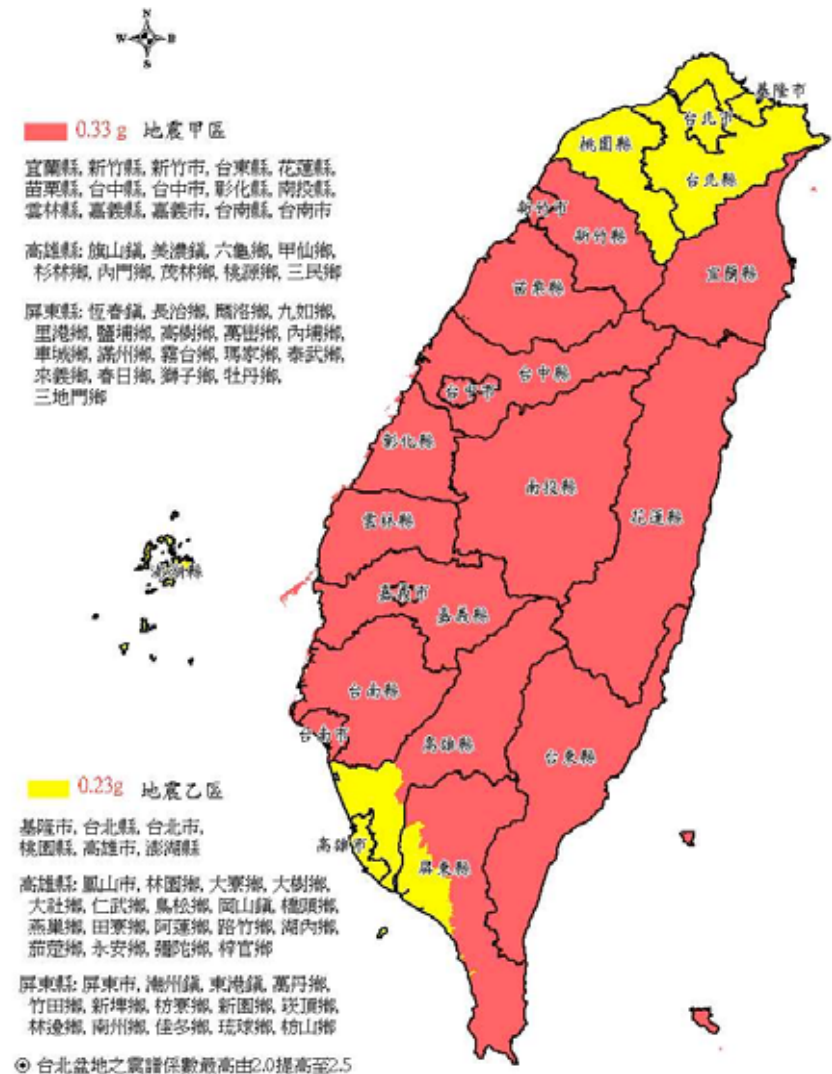 N
W
S
0.33 g 地震甲區
宜蘭縣, 新竹縣, 新竹市, 台東縣, 花蓮縣,
苗栗縣, 台中縣, 台中市, 彰化縣, 南投縣,
雲林縣, 嘉義縣, 嘉義市, 台南縣, 台南市
高雄縣: 旗山鎮, 美濃鎮, 六龜鄉, 甲仙鄉,
杉林鄉, 內門鄉, 茂林鄉, 桃源鄉, 三民鄉
屏東縣: 恆春鎮, 長治鄉, 麟洛鄉, 九如鄉,
里港鄉, 鹽埔鄉, 高樹鄉, 萬巒鄉, 內埔鄉,
車城鄉, 滿州鄉, 霧台鄉, 瑪家鄉, 泰武鄉,
來義鄉, 春日鄉, 獅子鄉, 牡丹鄉,
三地門鄉
基隆市
台北市
桃園縣
台北縣
新竹市
新竹縣
宜蘭縣
苗栗縣
台中縣
台中市
彰化縣
南投縣
花蓮縣
雲林縣
澎湖縣
嘉義市
嘉義縣
台南縣
台南市
高雄縣
台東縣
高雄市
屏東縣
0.23g 地震乙區
基隆市, 台北縣, 台北市,
桃園縣, 高雄市, 澎湖縣
高雄縣: 鳳山市, 林園鄉, 大寮鄉, 大樹鄉,
大社鄉, 仁武鄉, 鳥松鄉, 岡山鎮, 橋頭鄉,
燕巢鄉, 田寮鄉, 阿蓮鄉, 路竹鄉, 湖內鄉,
茄萣鄉, 永安鄉, 彌陀鄉, 梓官鄉
屏東縣: 屏東市, 潮州鎮, 東港鎮, 萬丹鄉,
竹田鄉, 新埤鄉, 枋寮鄉, 新園鄉, 崁頂鄉,
林邊鄉, 南州鄉, 佳冬鄉, 琉球鄉, 枋山鄉
⊙ 台北盆地之震譜係數最高由2.0提高至2.5